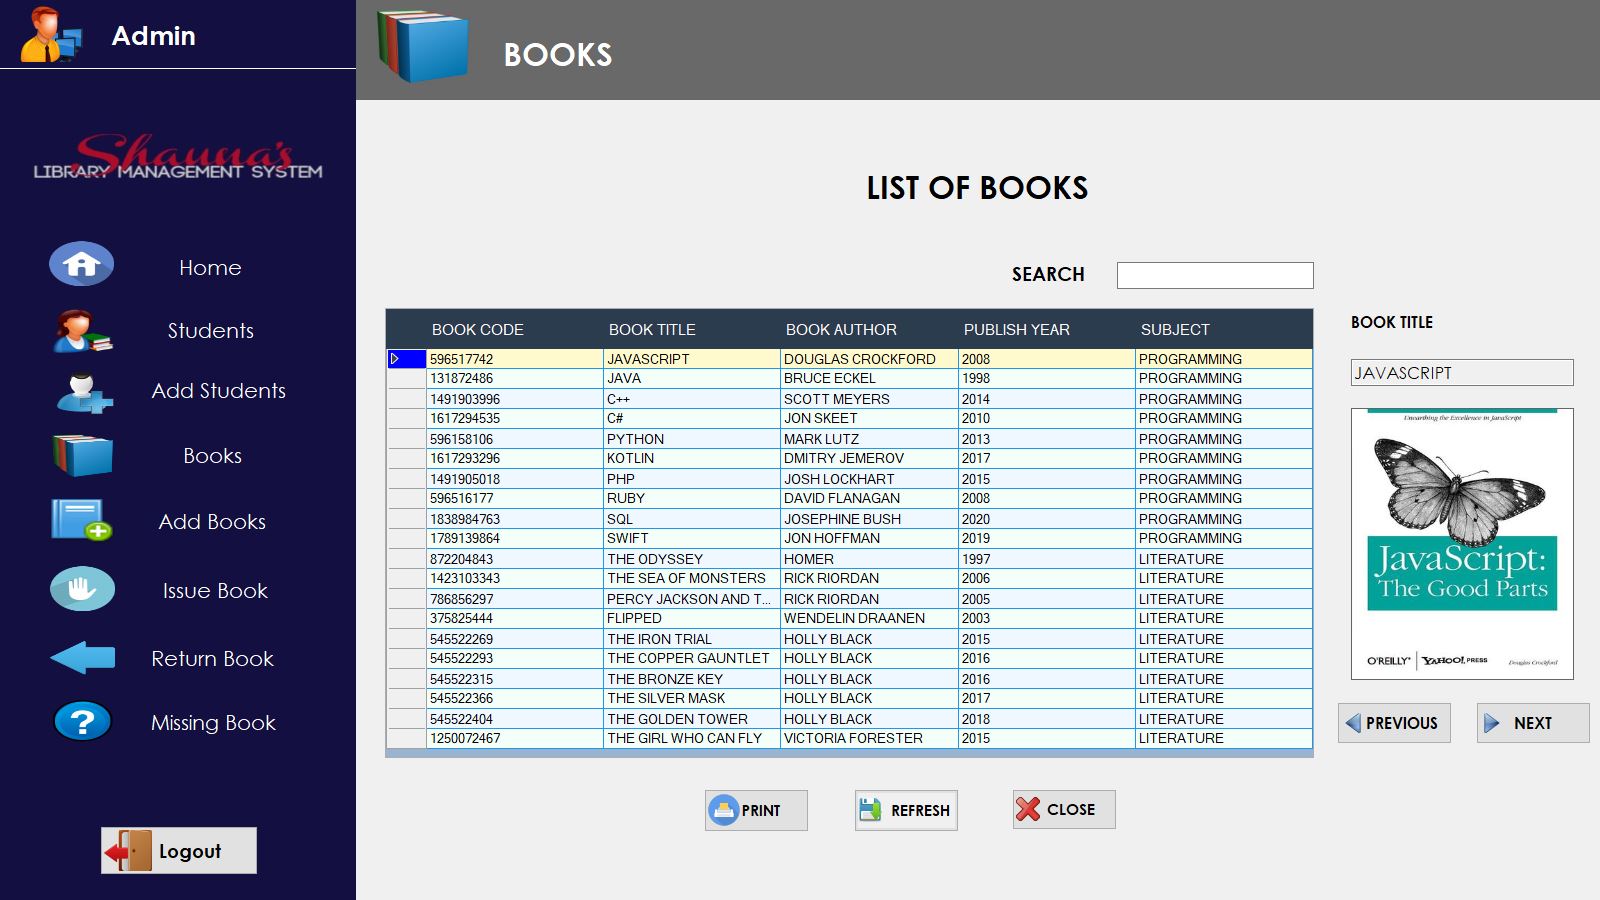 Admin
BOOKS
Shauna's
LIBRARY MANAGEMENT SYSTEM
Home
Students
Add Students
Books
Add Books
Issue Book
Return Book
Missing Book
Logout
LIST OF BOOKS
SEARCH
BOOK CODE BOOK TITLE BOOK AUTHOR PUBLISH YEAR SUBJECT
596517742 JAVASCRIPT DOUGLAS CROCKFORD 2008 PROGRAMMING
131872486 JAVA BRUCE ECKEL 1998 PROGRAMMING
1491903996 C++ SCOTT MEYERS 2014 PROGRAMMING
1617294535 C# JON SKEET 2010 PROGRAMMING
596158106 PYTHON MARK LUTZ 2013 PROGRAMMING
1617293296 KOTLIN DMITRY JEMEROV 2017 PROGRAMMING
1491905018 PHP JOSH LOCKHART 2015 PROGRAMMING
596516177 RUBY DAVID FLANAGAN 2008 PROGRAMMING
1838984763 SQL JOSEPHINE BUSH 2020 PROGRAMMING
1789139864 SWIFT JON HOFFMAN 2019 PROGRAMMING
872204843 THE ODYSSEY HOMER 1997 LITERATURE
1423103343 THE SEA OF MONSTERS RICK RIORDAN 2006 LITERATURE
786856297 PERCY JACKSON AND T... RICK RIORDAN 2005 LITERATURE
375825444 FLIPPED WENDELIN DRAANEN 2003 LITERATURE
545522269 THE IRON TRIAL HOLLY BLACK 2015 LITERATURE
545522293 THE COPPER GAUNTLET HOLLY BLACK 2016 LITERATURE
545522315 THE BRONZE KEY HOLLY BLACK 2016 LITERATURE
545522366 THE SILVER MASK HOLLY BLACK 2017 LITERATURE
545522404 THE GOLDEN TOWER HOLLY BLACK 2018 LITERATURE
1250072467 THE GIRL WHO CAN FLY VICTORIA FORESTER 2015 LITERATURE
PRINT
REFRESH
CLOSE
BOOK TITLE
JAVASCRIPT
Unearthing the Excellence in JavaScript
JavaScript:
The Good Parts
O'REILLY® YAHOO! PRESS Douglas Crockford
PREVIOUS
NEXT